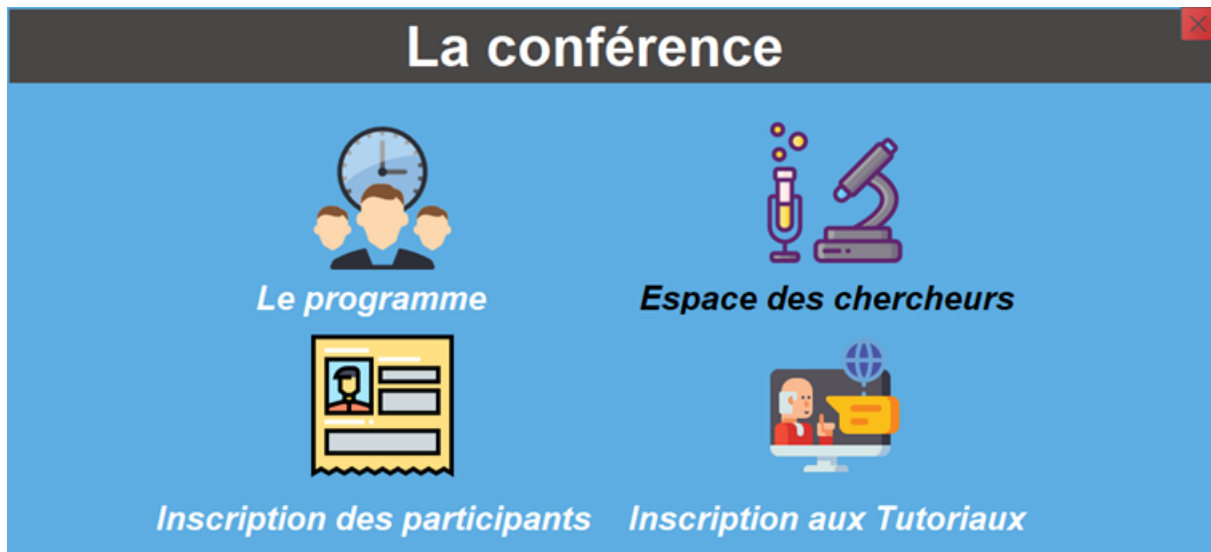 La conférence
Le programme
Espace des chercheurs
Inscription des participants
Inscription aux Tutoriaux